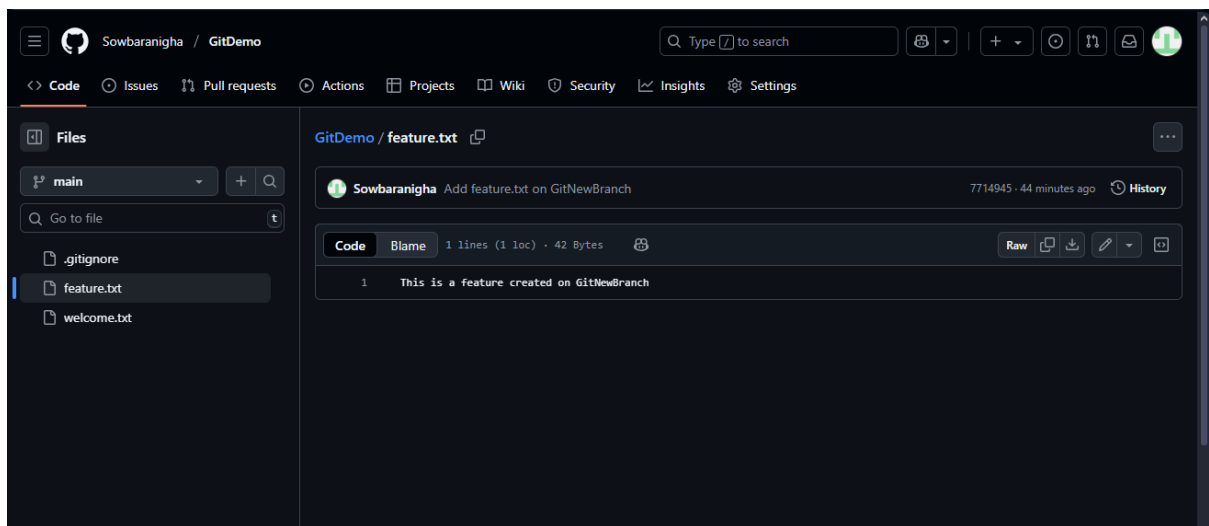 Sowbaranigha / GitDemo
Type / to search
Code Issues Pull requests Actions Projects Wiki Security Insights Settings
Files
main
Go to file t
.gitignore
feature.txt
welcome.txt
GitDemo / feature.txt
Sowbaranigha Add feature.txt on GitNewBranch 7714945 · 44 minutes ago History
Code Blame 1 lines (1 loc) · 42 Bytes Raw
1 This is a feature created on GitNewBranch